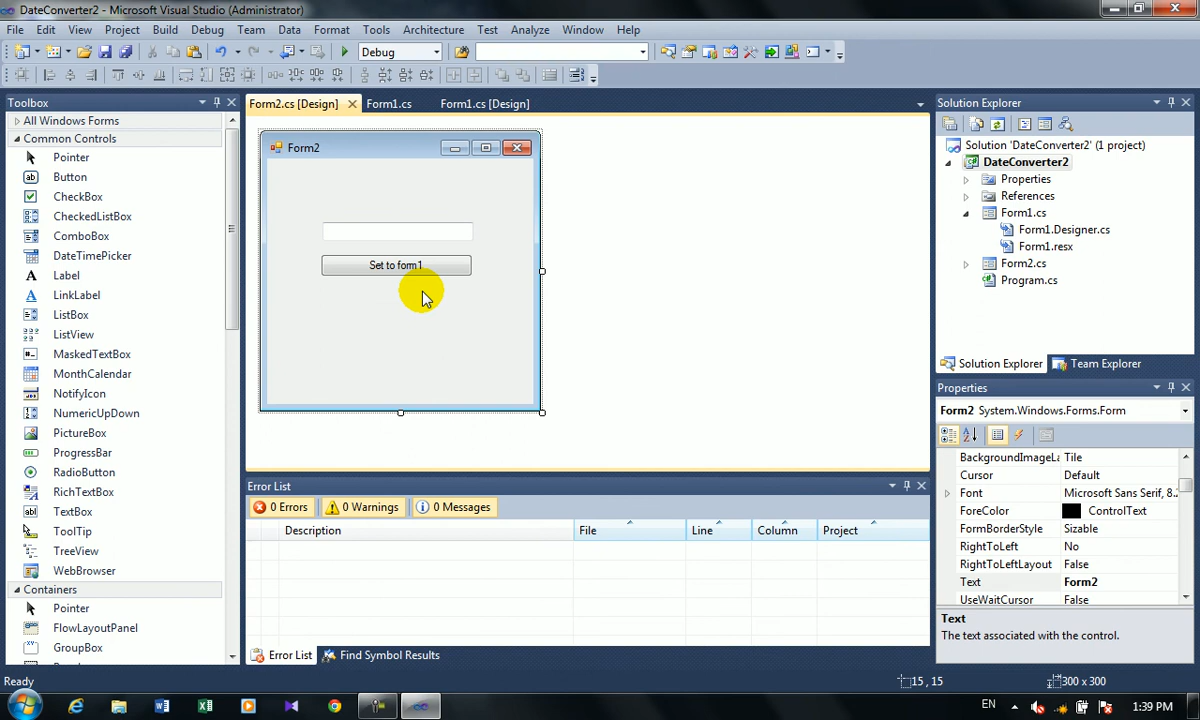 DateConverter2 - Microsoft Visual Studio (Administrator)
File Edit View Project Build Debug Team Data Format Tools Architecture Test Analyze Window Help
Debug
Toolbox
All Windows Forms
Common Controls
Pointer
Button
CheckBox
CheckedListBox
ComboBox
DateTimePicker
Label
LinkLabel
ListBox
ListView
MaskedTextBox
MonthCalendar
NotifyIcon
NumericUpDown
PictureBox
ProgressBar
RadioButton
RichTextBox
TextBox
ToolTip
TreeView
WebBrowser
Containers
Pointer
FlowLayoutPanel
GroupBox
Form2.cs [Design] Form1.cs Form1.cs [Design]
Form2
Set to form1
Error List
0 Errors 0 Warnings 0 Messages
Description File Line Column Project
Error List Find Symbol Results
Solution Explorer
Solution 'DateConverter2' (1 project)
DateConverter2
Properties
References
Form1.cs
Form1.Designer.cs
Form1.resx
Form2.cs
Program.cs
Solution Explorer Team Explorer
Properties
Form2 System.Windows.Forms.Form
BackgroundImageLa Tile
Cursor Default
Font Microsoft Sans Serif, 8.2
ForeColor ControlText
FormBorderStyle Sizable
RightToLeft No
RightToLeftLayout False
Text Form2
UseWaitCursor False
Text
The text associated with the control.
Ready 15 , 15 300 x 300
EN 1:39 PM